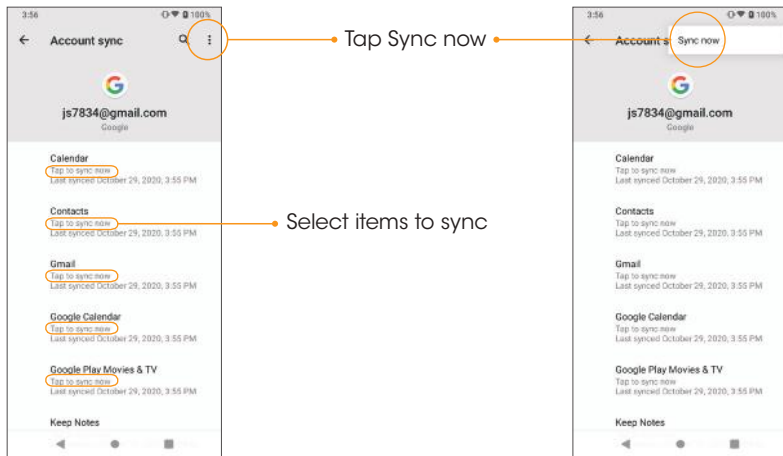 3:56
100%
Account sync
js7834@gmail.com
Google
Calendar
Tap to sync now
Last synced October 29, 2020, 3:55 PM
Contacts
Tap to sync now
Last synced October 29, 2020, 3:55 PM
Gmail
Tap to sync now
Last synced October 29, 2020, 3:55 PM
Google Calendar
Tap to sync now
Last synced October 29, 2020, 3:55 PM
Google Play Movies & TV
Tap to sync now
Last synced October 29, 2020, 3:55 PM
Keep Notes
Tap Sync now
Select items to sync
3:56
100%
Account s
Sync now
js7834@gmail.com
Google
Calendar
Tap to sync now
Last synced October 29, 2020, 3:55 PM
Contacts
Tap to sync now
Last synced October 29, 2020, 3:55 PM
Gmail
Tap to sync now
Last synced October 29, 2020, 3:55 PM
Google Calendar
Tap to sync now
Last synced October 29, 2020, 3:55 PM
Google Play Movies & TV
Tap to sync now
Last synced October 29, 2020, 3:55 PM
Keep Notes